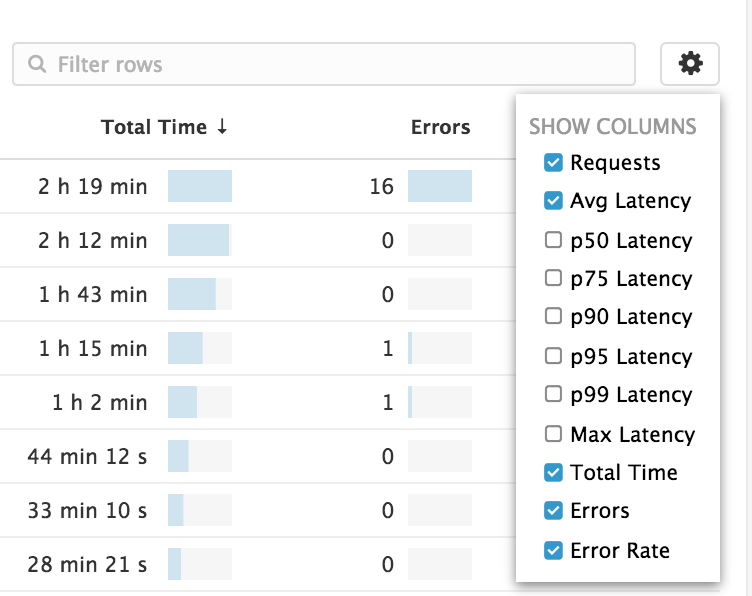 Filter rows
Total Time ↓ Errors
2 h 19 min 16
2 h 12 min 0
1 h 43 min 0
1 h 15 min 1
1 h 2 min 1
44 min 12 s 0
33 min 10 s 0
28 min 21 s 0
SHOW COLUMNS
Requests
Avg Latency
p50 Latency
p75 Latency
p90 Latency
p95 Latency
p99 Latency
Max Latency
Total Time
Errors
Error Rate